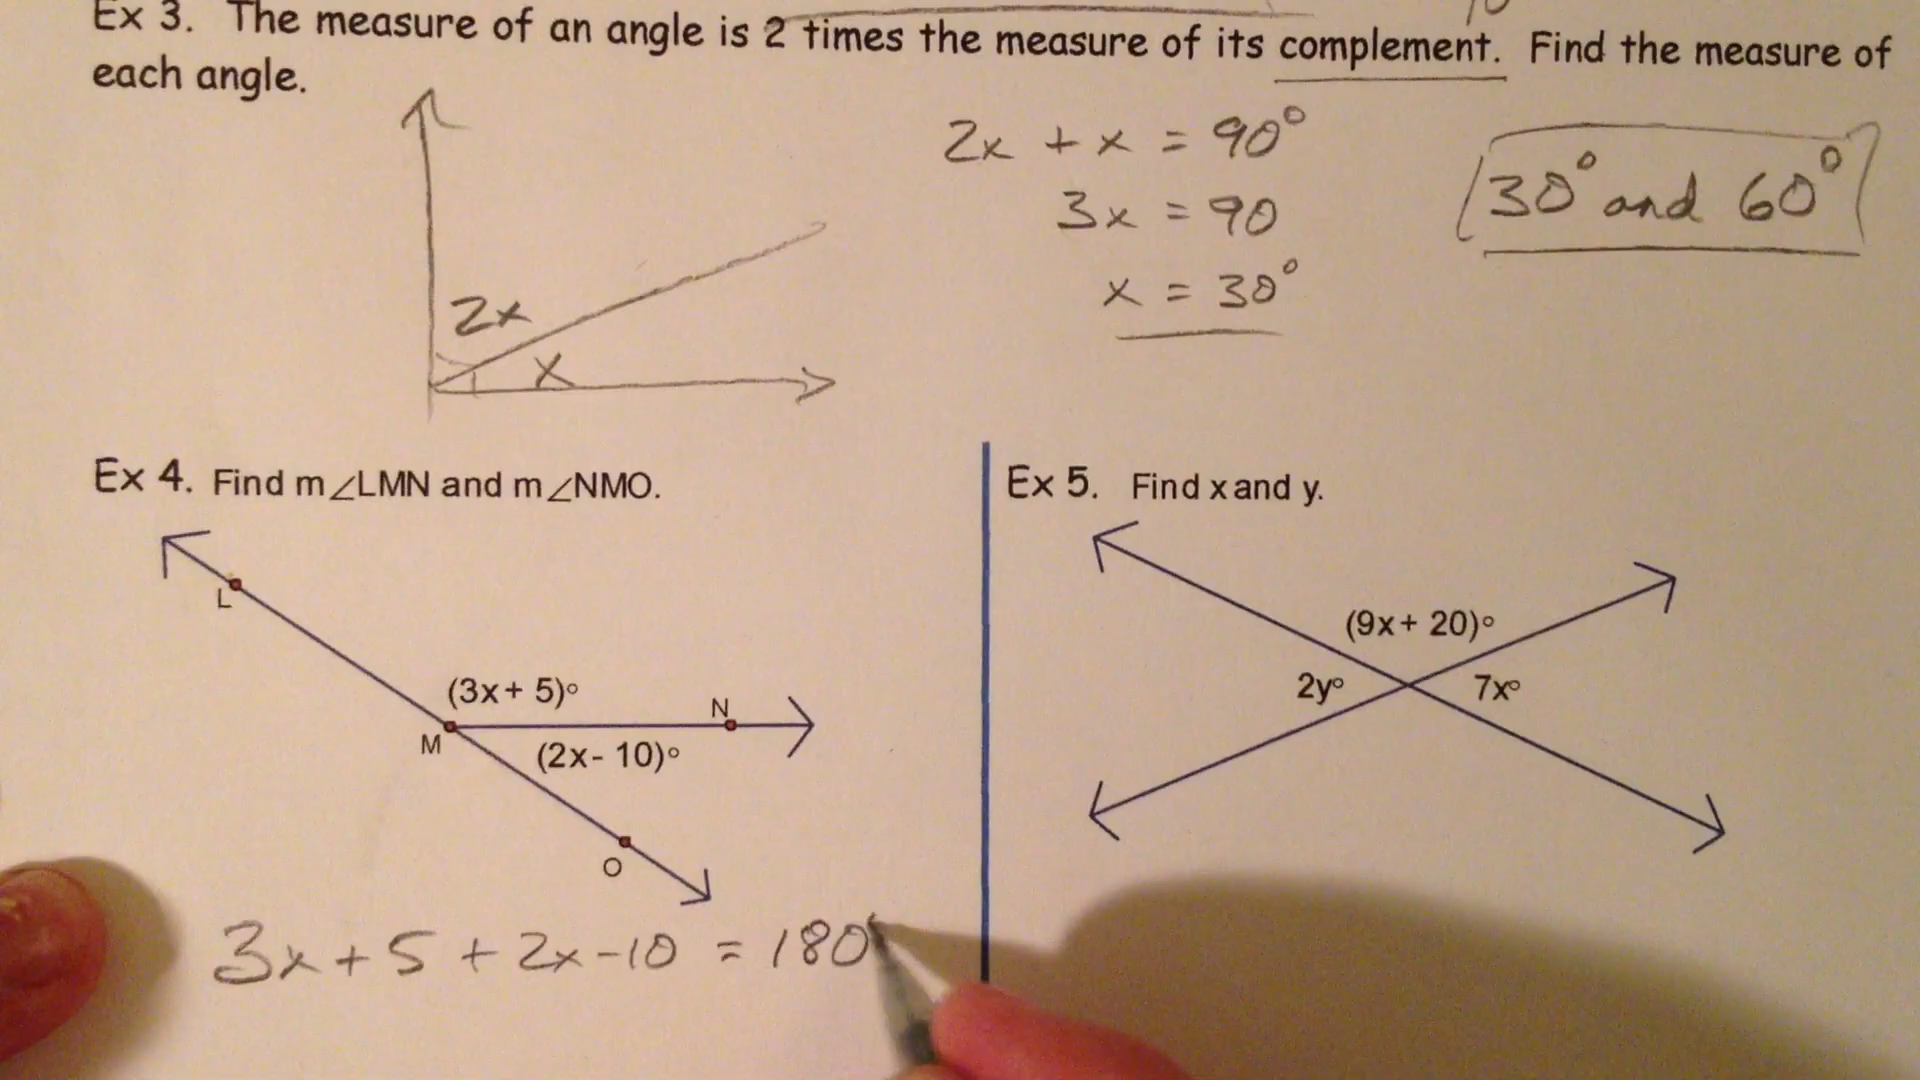 Ex 3. The measure of an angle is 2 times the measure of its complement. Find the measure of
each angle.
2x + x = 90°
3x = 90
x = 30°
30° and 60°
2x
x
Ex 4. Find m∠LMN and m∠NMO.
L
(3x+ 5)°
N
M
(2x- 10)°
O
3x + 5 + 2x - 10 = 180
Ex 5. Find x and y.
(9x+ 20)°
2y°
7x°